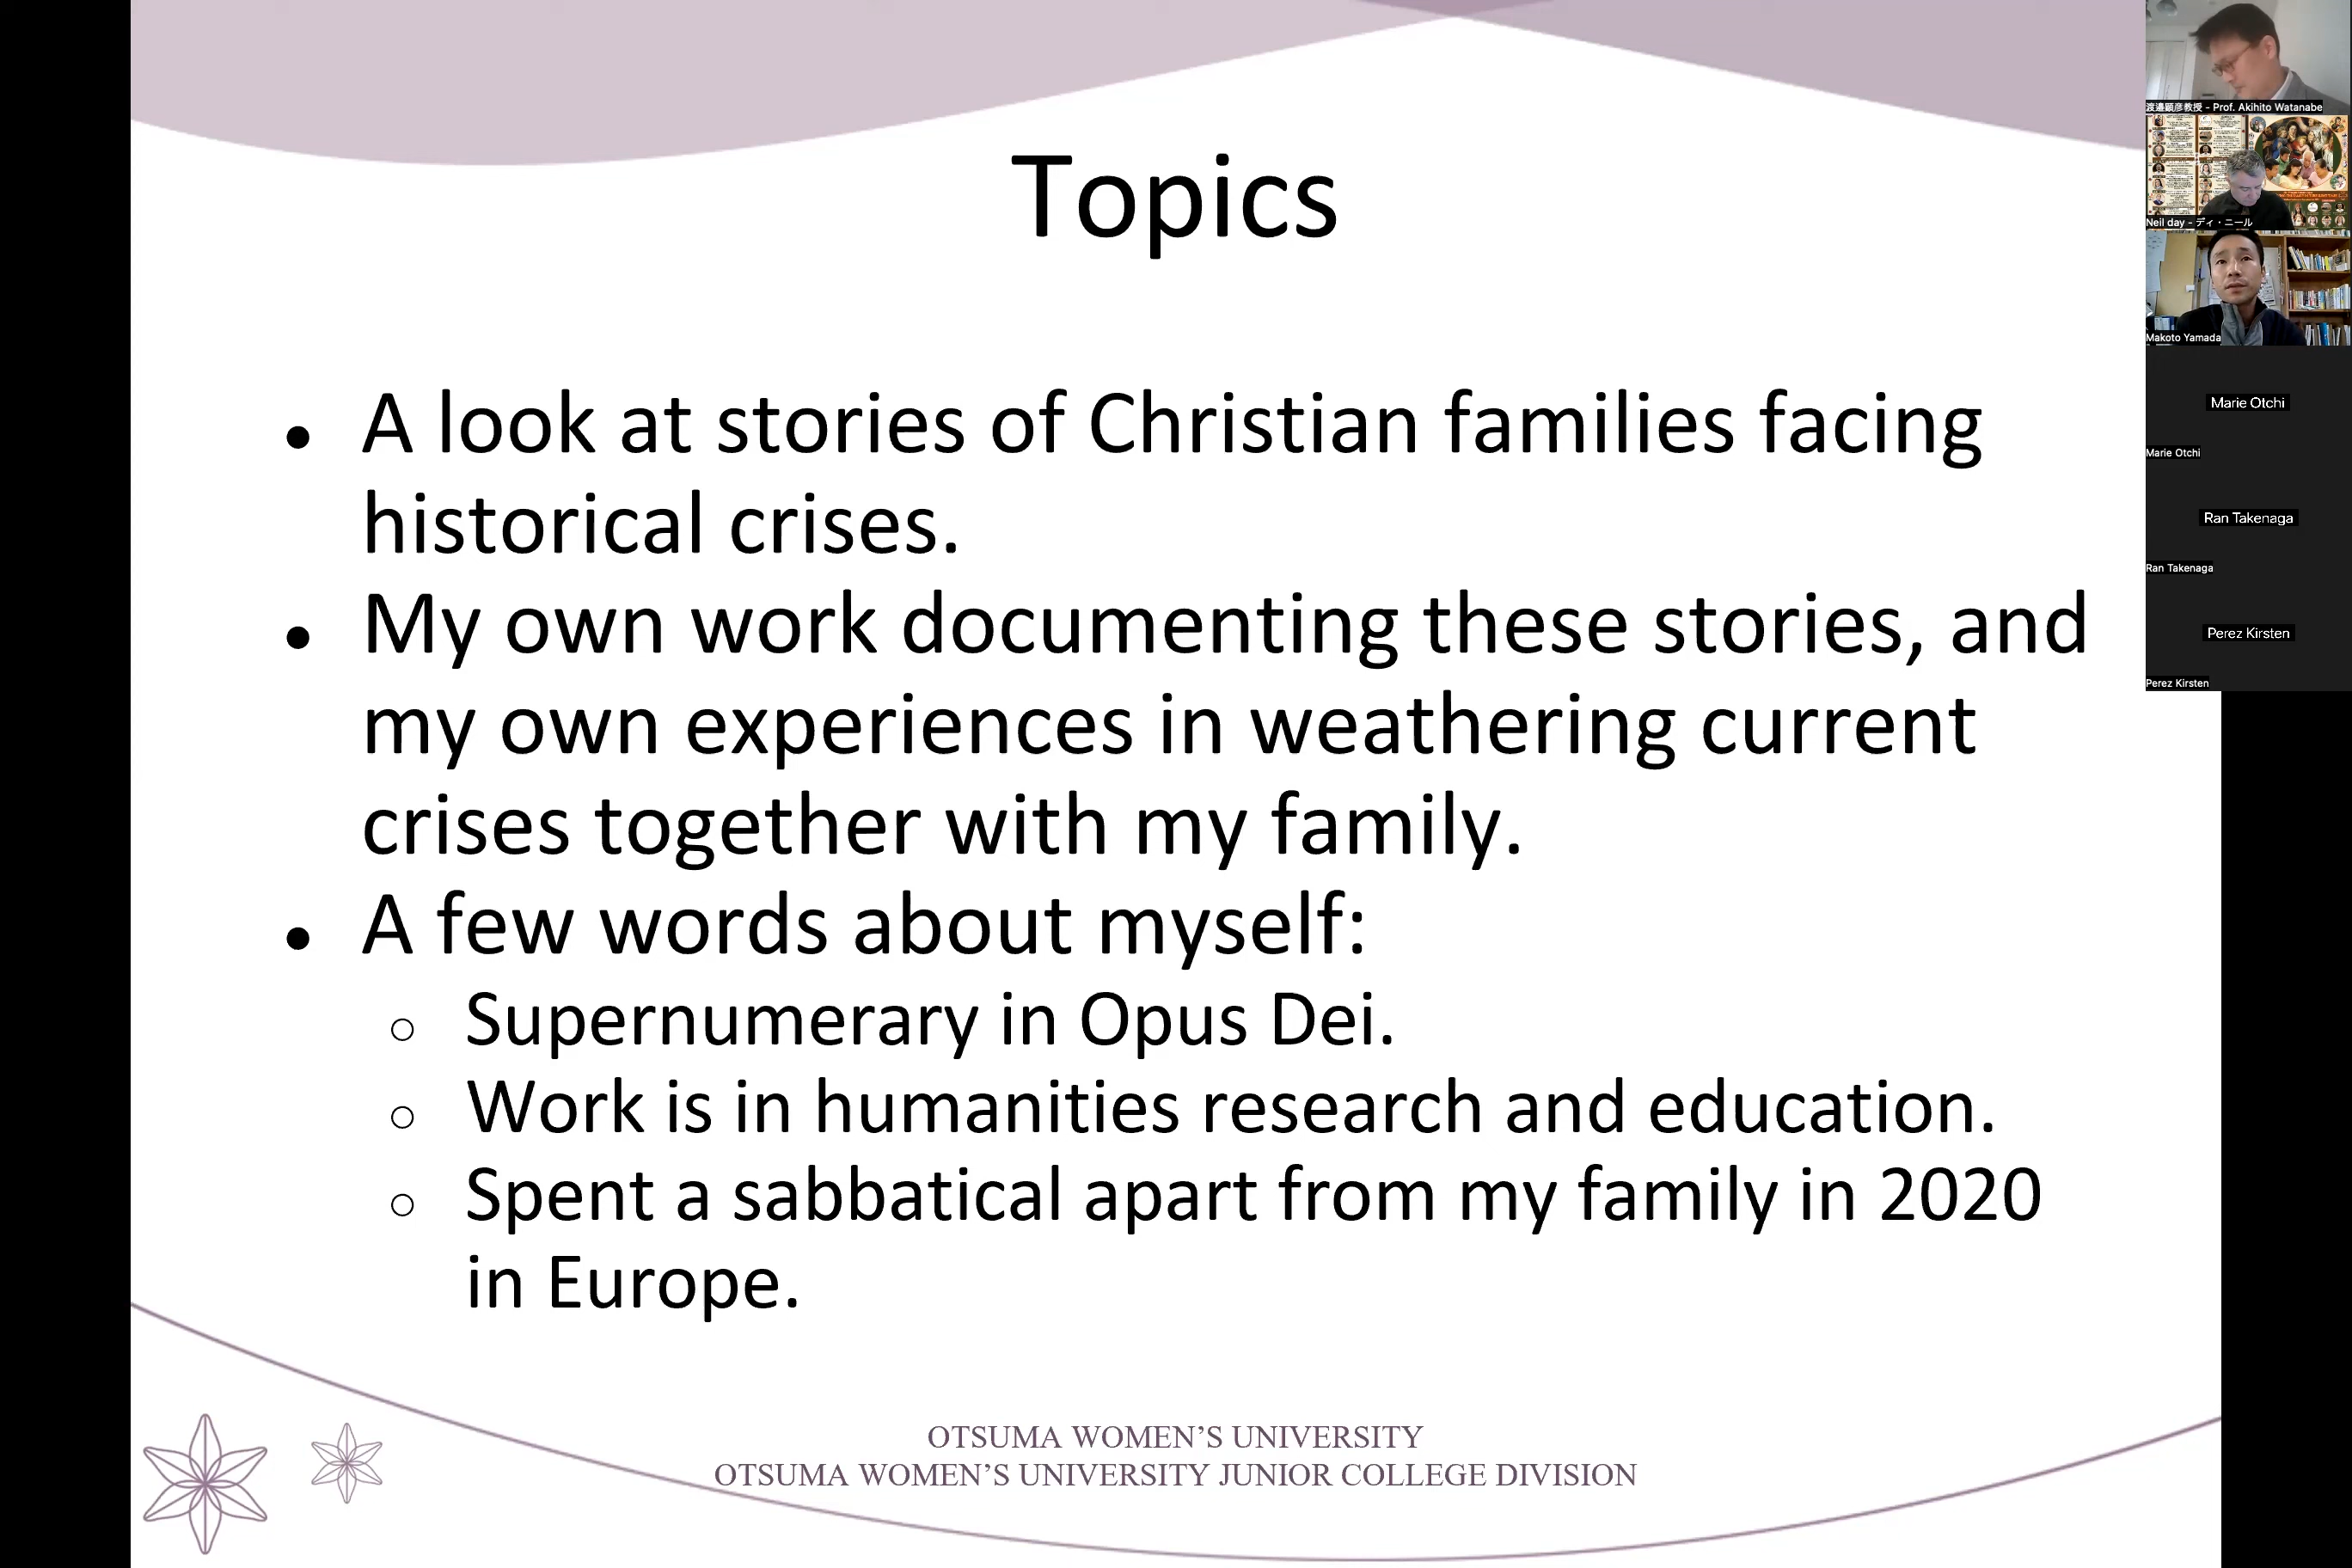 Topics
A look at stories of Christian families facing
historical crises.
My own work documenting these stories, and
my own experiences in weathering current
crises together with my family.
A few words about myself:
Supernumerary in Opus Dei.
Work is in humanities research and education.
Spent a sabbatical apart from my family in 2020
in Europe.
OTSUMA WOMEN'S UNIVERSITY
OTSUMA WOMEN'S UNIVERSITY JUNIOR COLLEGE DIVISION
渡邉顕彦教授 - Prof. Akihito Watanabe
Neil day - ディ・ニール
Makoto Yamada
Marie Otchi
Marie Otchi
Ran Takenaga
Ran Takenaga
Perez Kirsten
Perez Kirsten